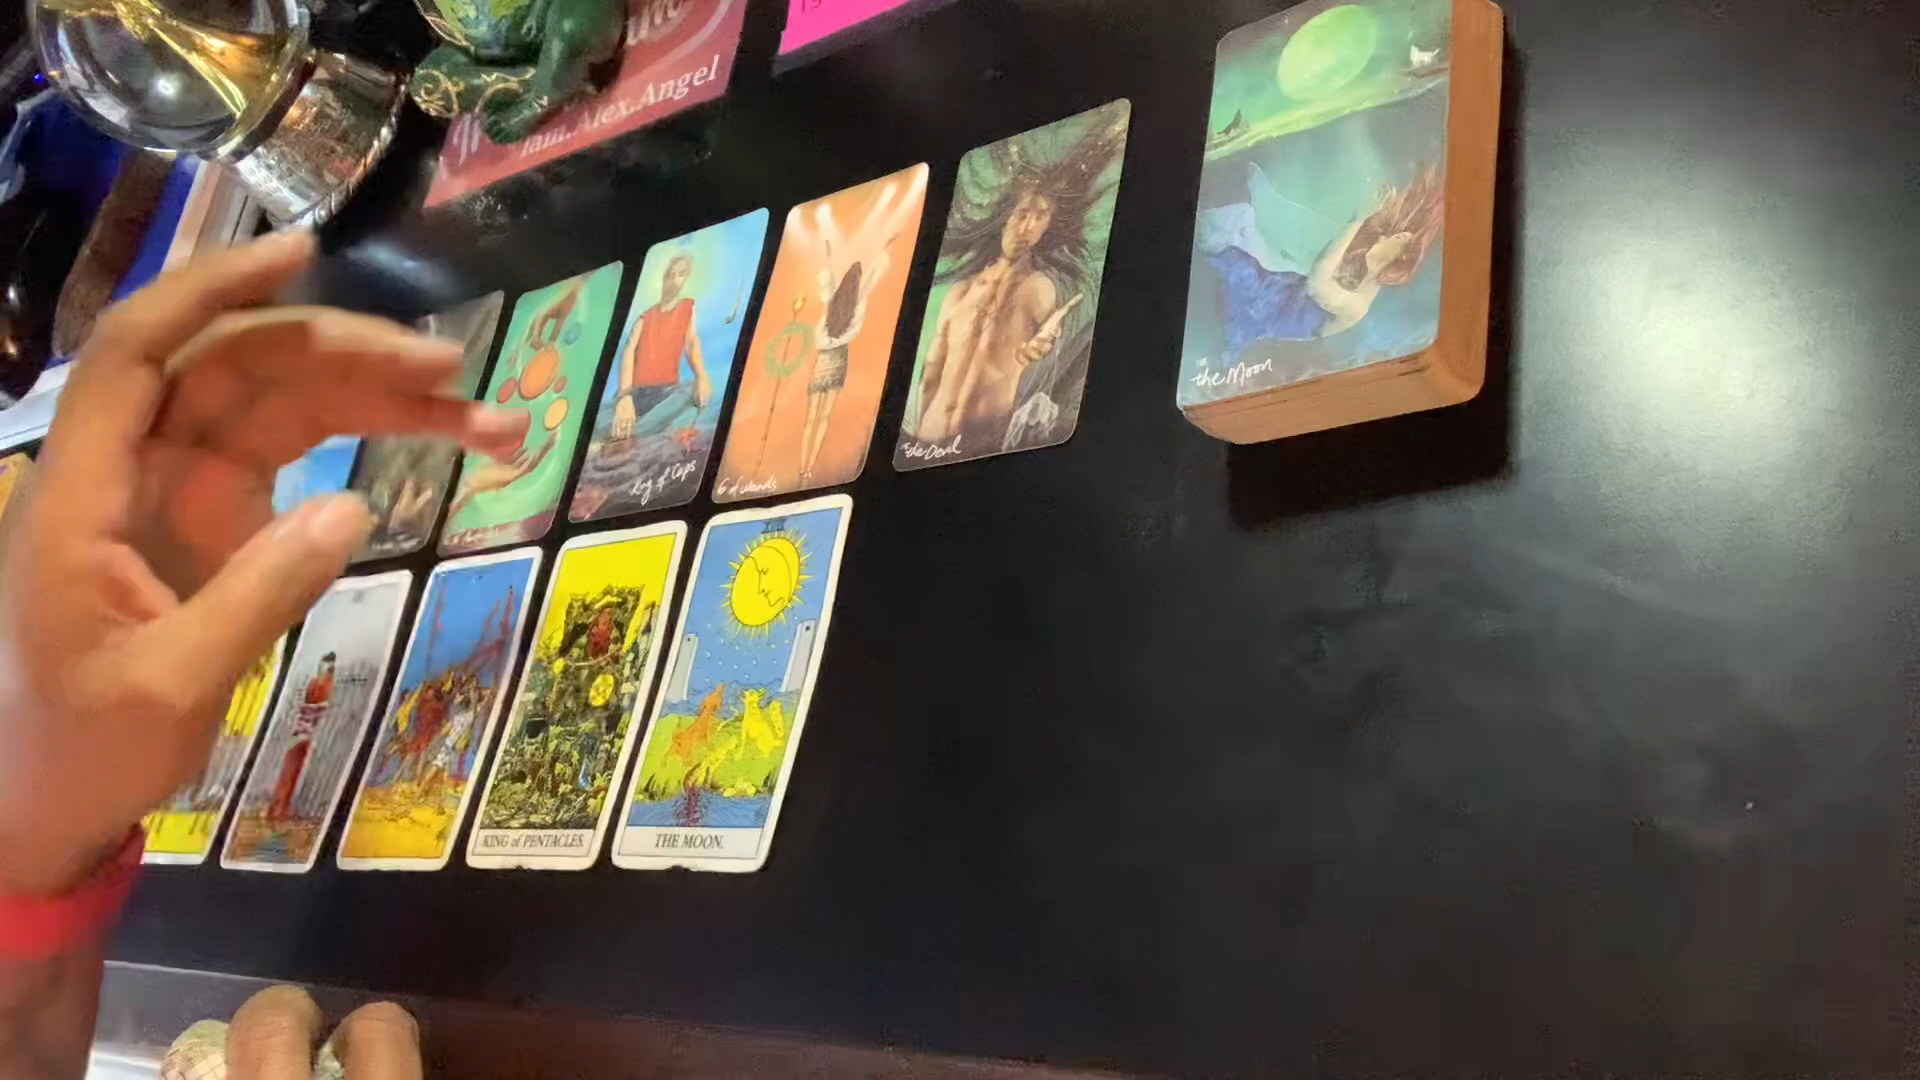 Iam.Alex.Angel
the Moon
King of Cups
6 of wands
the Devil
KING of PENTACLES.
THE MOON.